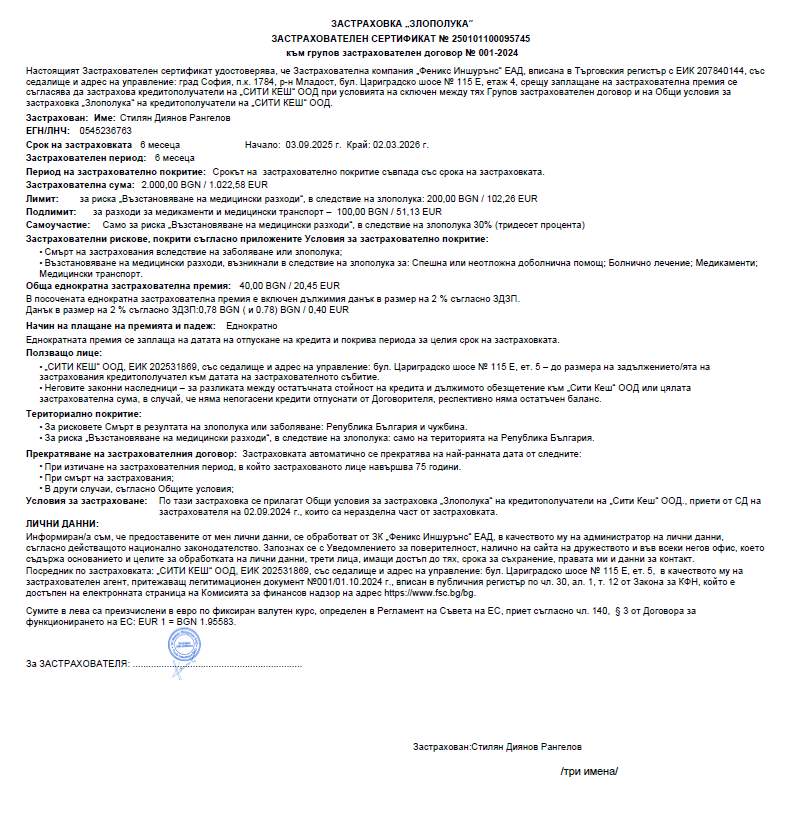 ЗАСТРАХОВКА „ЗЛОПОЛУКА“
ЗАСТРАХОВАТЕЛЕН СЕРТИФИКАТ № 250101100095745
към групов застрахователен договор № 001-2024
Настоящият Застрахователен сертификат удостоверява, че Застрахователна компания „Феникс Иншурънс“ ЕАД, вписана в Търговския регистър с ЕИК 207840144, със
седалище и адрес на управление: град София, п.к. 1784, р-н Младост, бул. Цариградско шосе № 115 Е, етаж 4, срещу заплащане на застрахователна премия се
съгласява да застрахова кредитополучатели на „СИТИ КЕШ“ ООД при условията на сключен между тях Групов застрахователен договор и на Общи условия за
застраховка „Злополука“ на кредитополучатели на „СИТИ КЕШ“ ООД.
Застрахован: Име: Стилян Диянов Рангелов
ЕГН/ЛНЧ: 0545236763
Срок на застраховката 6 месеца Начало: 03.09.2025 г. Край: 02.03.2026 г.
Застрахователен период: 6 месеца
Период на застрахователно покритие: Срокът на застрахователно покритие съвпада със срока на застраховката.
Застрахователна сума: 2.000,00 BGN / 1.022,58 EUR
Лимит: за риска „Възстановяване на медицински разходи“, в следствие на злополука: 200,00 BGN / 102,26 EUR
Подлимит: за разходи за медикаменти и медицински транспорт – 100,00 BGN / 51,13 EUR
Самоучастие: Само за риска „Възстановяване на медицински разходи“, в следствие на злополука 30% (тридесет процента)
Застрахователни рискове, покрити съгласно приложените Условия за застрахователно покритие:
• Смърт на застрахования вследствие на заболяване или злополука;
• Възстановяване на медицински разходи, възникнали в следствие на злополука за: Спешна или неотложна доболнична помощ; Болнично лечение; Медикаменти;
Медицински транспорт.
Обща еднократна застрахователна премия: 40,00 BGN / 20,45 EUR
В посочената еднократна застрахователна премия е включен дължимия данък в размер на 2 % съгласно ЗДЗП.
Данък в размер на 2 % съгласно ЗДЗП:0,78 BGN ( и 0.78) BGN / 0,40 EUR
Начин на плащане на премията и падеж: Еднократно
Еднократната премия се заплаща на датата на отпускане на кредита и покрива периода за целия срок на застраховката.
Ползващо лице:
• „СИТИ КЕШ“ ООД, ЕИК 202531869, със седалище и адрес на управление: бул. Цариградско шосе № 115 Е, ет. 5 – до размера на задължението/ята на
застрахования кредитополучател към датата на застрахователното събитие.
• Неговите законни наследници – за разликата между остатъчната стойност на кредита и дължимото обезщетение към „Сити Кеш“ ООД или цялата
застрахователна сума, в случай, че няма непогасени кредити отпуснати от Договорителя, респективно няма остатъчен баланс.
Териториално покритие:
• За рисковете Смърт в резултата на злополука или заболяване: Република България и чужбина.
• За риска „Възстановяване на медицински разходи“, в следствие на злополука: само на територията на Република България.
Прекратяване на застрахователния договор: Застраховката автоматично се прекратява на най-ранната дата от следните:
• При изтичане на застрахователния период, в който застрахованото лице навършва 75 години.
• При смърт на застрахования;
• В други случаи, съгласно Общите условия;
Условия за застраховане: По тази застраховка се прилагат Общи условия за застраховка „Злополука“ на кредитополучатели на „Сити Кеш“ ООД., приети от СД на
застрахователя на 02.09.2024 г., които са неразделна част от застраховката.
ЛИЧНИ ДАННИ:
Информиран/а съм, че предоставените от мен лични данни, се обработват от ЗК „Феникс Иншурънс“ ЕАД, в качеството му на администратор на лични данни,
съгласно действащото национално законодателство. Запознах се с Уведомлението за поверителност, налично на сайта на дружеството и във всеки негов офис, което
съдържа основанието и целите за обработката на лични данни, трети лица, имащи достъп до тях, срока за съхранение, правата ми и данни за контакт.
Посредник по застраховката: „СИТИ КЕШ“ ООД, ЕИК 202531869, със седалище и адрес на управление: бул. Цариградско шосе № 115 Е, ет. 5, в качеството му на
застрахователен агент, притежаващ легитимационен документ №001/01.10.2024 г., вписан в публичния регистър по чл. 30, ал. 1, т. 12 от Закона за КФН, който е
достъпен на електронната страница на Комисията за финансов надзор на адрес https://www.fsc.bg/bg.
Сумите в лева са преизчислени в евро по фиксиран валутен курс, определен в Регламент на Съвета на ЕС, приет съгласно чл. 140, § 3 от Договора за
функционирането на ЕС: EUR 1 = BGN 1.95583.
За ЗАСТРАХОВАТЕЛЯ: ................................................................
Застрахован:Стилян Диянов Рангелов
/три имена/